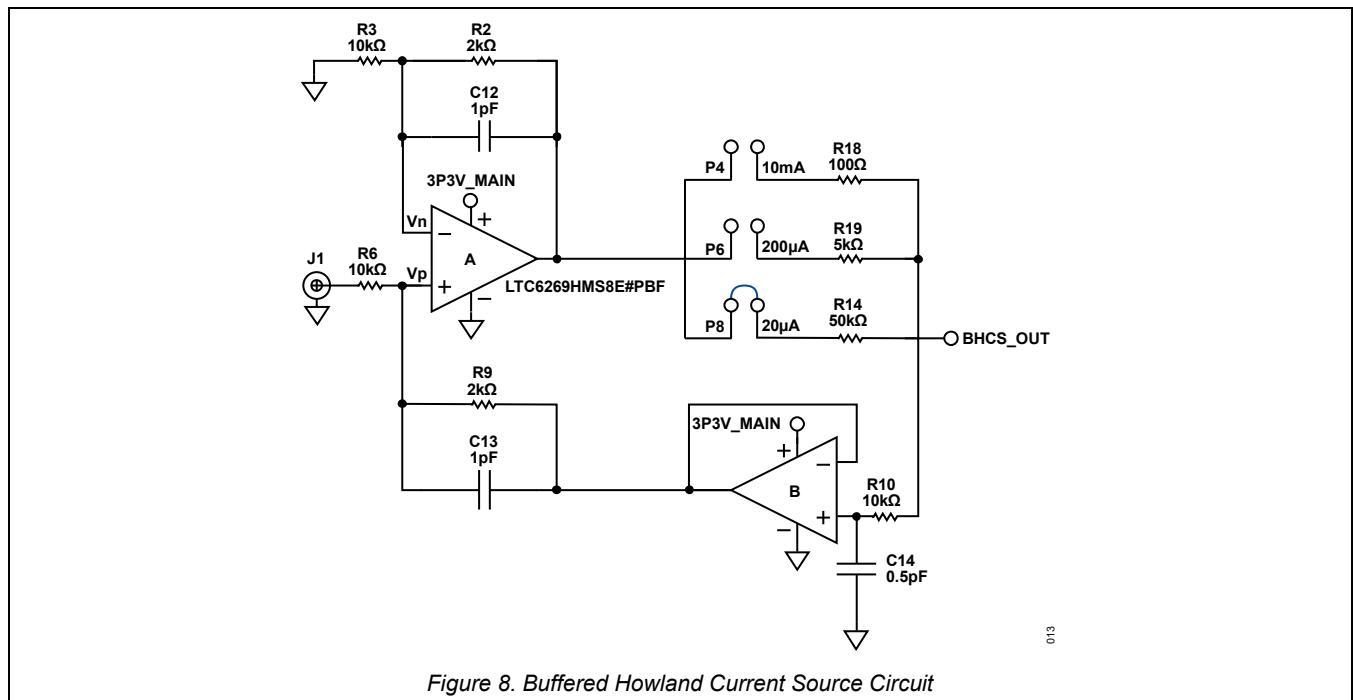 R3
10kΩ
R2
2kΩ
C12
1pF
3P3V_MAIN
+
Vn
−
A
J1
R6
10kΩ
Vp
+
−
LTC6269HMS8E#PBF
P4
10mA
R18
100Ω
P6
200µA
R19
5kΩ
P8
20µA
R14
50kΩ
BHCS_OUT
R9
2kΩ
C13
1pF
3P3V_MAIN
+
−
B
+
−
R10
10kΩ
C14
0.5pF
013
Figure 8. Buffered Howland Current Source Circuit